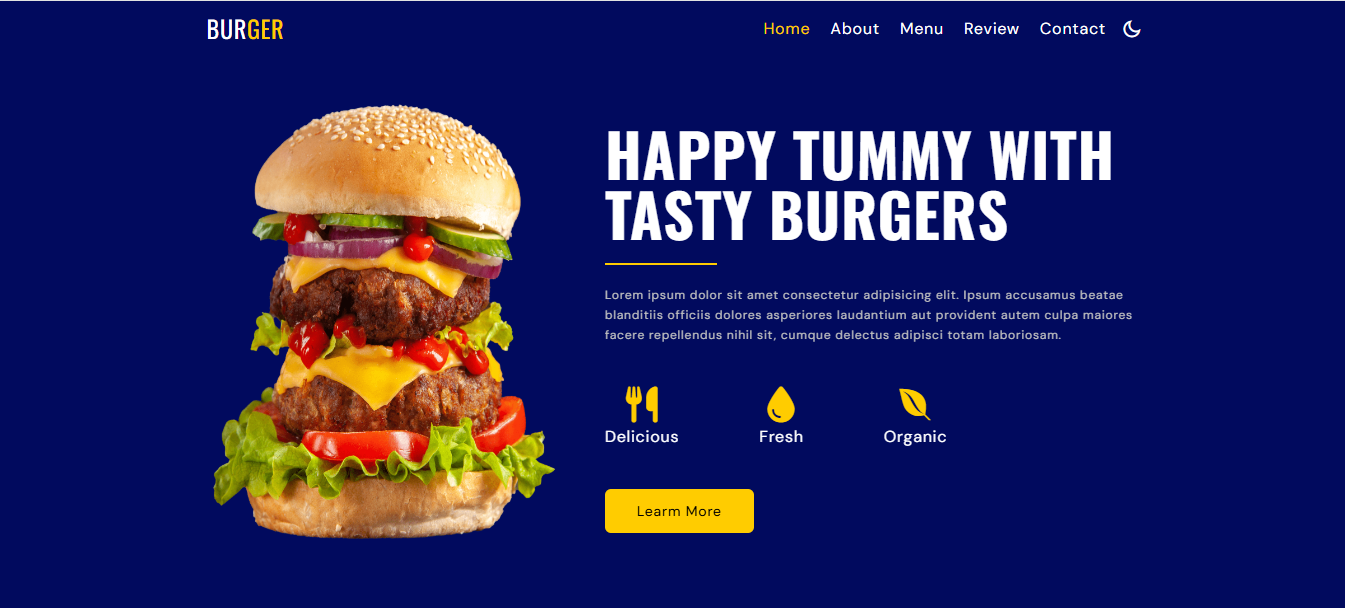 BURGER
Home About Menu Review Contact
HAPPY TUMMY WITH
TASTY BURGERS
Lorem ipsum dolor sit amet consectetur adipisicing elit. Ipsum accusamus beatae
blanditiis officiis dolores asperiores laudantium aut provident autem culpa maiores
facere repellendus nihil sit, cumque delectus adipisci totam laboriosam.
Delicious Fresh Organic
Learm More